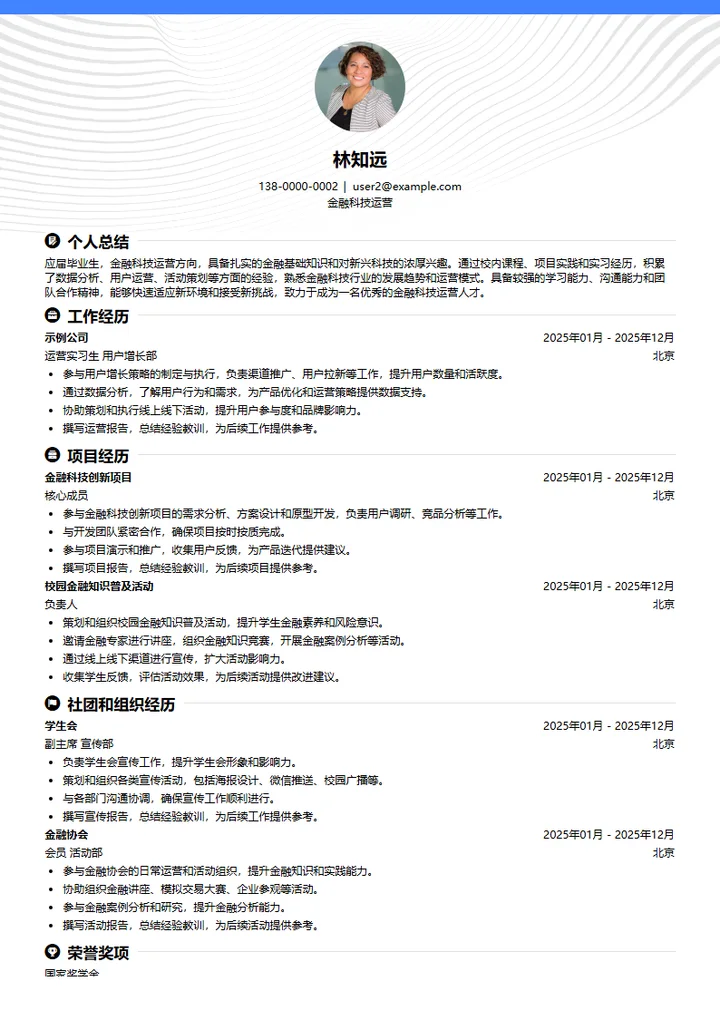 林知远
138-0000-0002 | user2@example.com
金融科技运营
个人总结
应届毕业生，金融科技运营方向，具备扎实的金融基础知识和对新兴科技的浓厚兴趣。通过校内课程、项目实践和实习经历，积累
了数据分析、用户运营、活动策划等方面的经验，熟悉金融科技行业的发展趋势和运营模式。具备较强的学习能力、沟通能力和团
队合作精神，能够快速适应新环境和接受新挑战，致力于成为一名优秀的金融科技运营人才。
工作经历
示例公司 2025年01月 - 2025年12月
运营实习生 用户增长部 北京
• 参与用户增长策略的制定与执行，负责渠道推广、用户拉新等工作，提升用户数量和活跃度。
• 通过数据分析，了解用户行为和需求，为产品优化和运营策略提供数据支持。
• 协助策划和执行线上线下活动，提升用户参与度和品牌影响力。
• 撰写运营报告，总结经验教训，为后续工作提供参考。
项目经历
金融科技创新项目 2025年01月 - 2025年12月
核心成员 北京
• 参与金融科技创新项目的需求分析、方案设计和原型开发，负责用户调研、竞品分析等工作。
• 与开发团队紧密合作，确保项目按时按质完成。
• 参与项目演示和推广，收集用户反馈，为产品迭代提供建议。
• 撰写项目报告，总结经验教训，为后续项目提供参考。
校园金融知识普及活动 2025年01月 - 2025年12月
负责人 北京
• 策划和组织校园金融知识普及活动，提升学生金融素养和风险意识。
• 邀请金融专家进行讲座，组织金融知识竞赛，开展金融案例分析等活动。
• 通过线上线下渠道进行宣传，扩大活动影响力。
• 收集学生反馈，评估活动效果，为后续活动提供改进建议。
社团和组织经历
学生会 2025年01月 - 2025年12月
副主席 宣传部 北京
• 负责学生会宣传工作，提升学生会形象和影响力。
• 策划和组织各类宣传活动，包括海报设计、微信推送、校园广播等。
• 与各部门沟通协调，确保宣传工作顺利进行。
• 撰写宣传报告，总结经验教训，为后续工作提供参考。
金融协会 2025年01月 - 2025年12月
会员 活动部 北京
• 参与金融协会的日常运营和活动组织，提升金融知识和实践能力。
• 协助组织金融讲座、模拟交易大赛、企业参观等活动。
• 参与金融案例分析和研究，提升金融分析能力。
• 撰写活动报告，总结经验教训，为后续活动提供参考。
荣誉奖项
国家奖学金